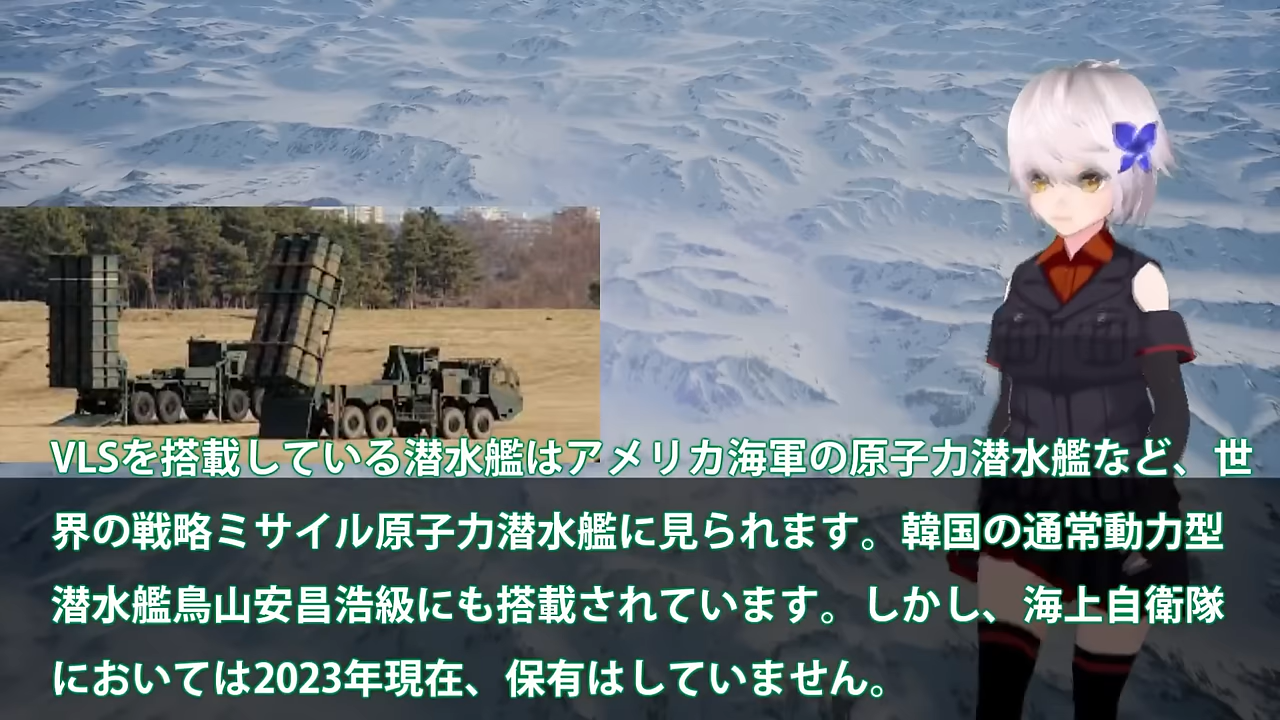 VLSを搭載している潜水艦はアメリカ海軍の原子力潜水艦など、世
界の戦略ミサイル原子力潜水艦に見られます。韓国の通常動力型
潜水艦鳥山安昌浩級にも搭載されています。しかし、海上自衛隊
においては2023年現在、保有はしていません。